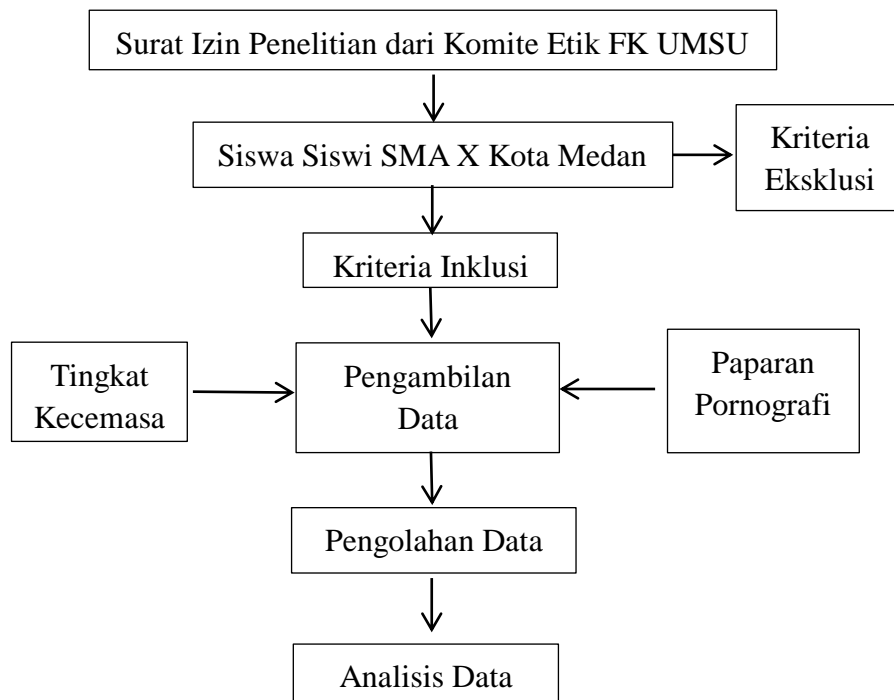 Surat Izin Penelitian dari Komite Etik FK UMSU
Siswa Siswi SMA X Kota Medan
Kriteria
Eksklusi
Kriteria Inklusi
Tingkat
Kecemasa
Pengambilan
Data
Paparan
Pornografi
Pengolahan Data
Analisis Data